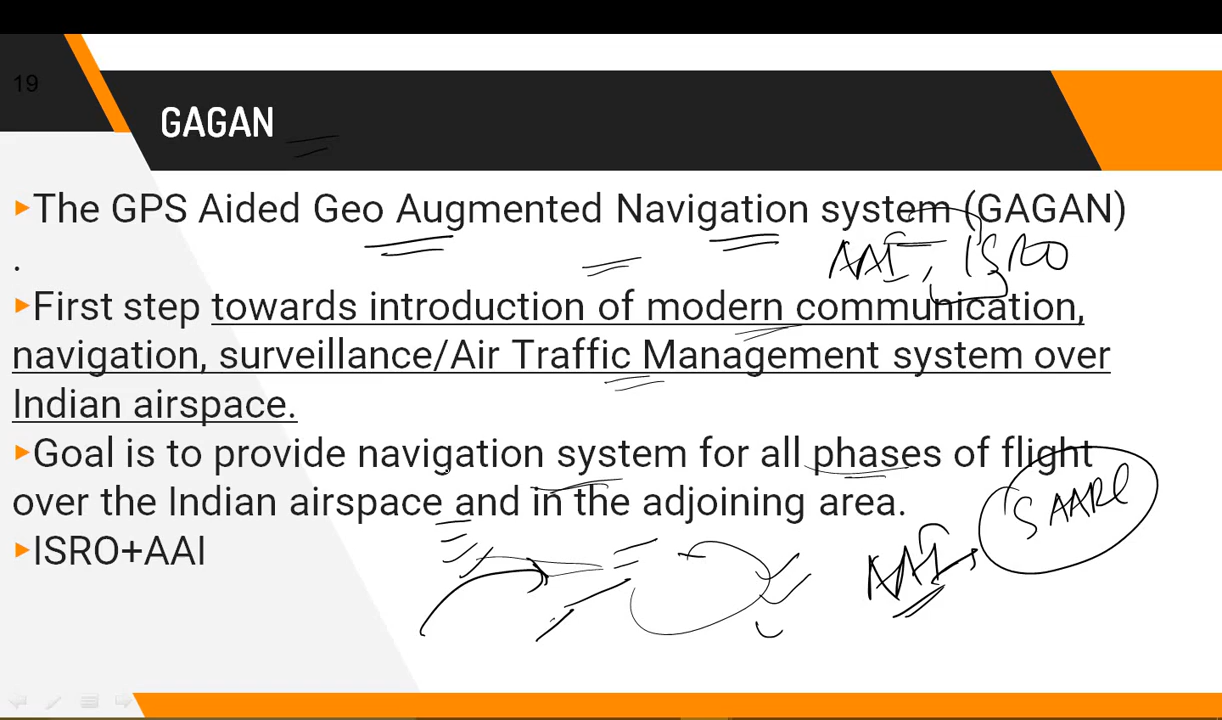 19
GAGAN
▸The GPS Aided Geo Augmented Navigation system (GAGAN)
.
AAI, ISRO
▸First step towards introduction of modern communication,
navigation, surveillance/Air Traffic Management system over
Indian airspace.
▸Goal is to provide navigation system for all phases of flight
over the Indian airspace and in the adjoining area.
SAARC
▸ISRO+AAI
AAI,